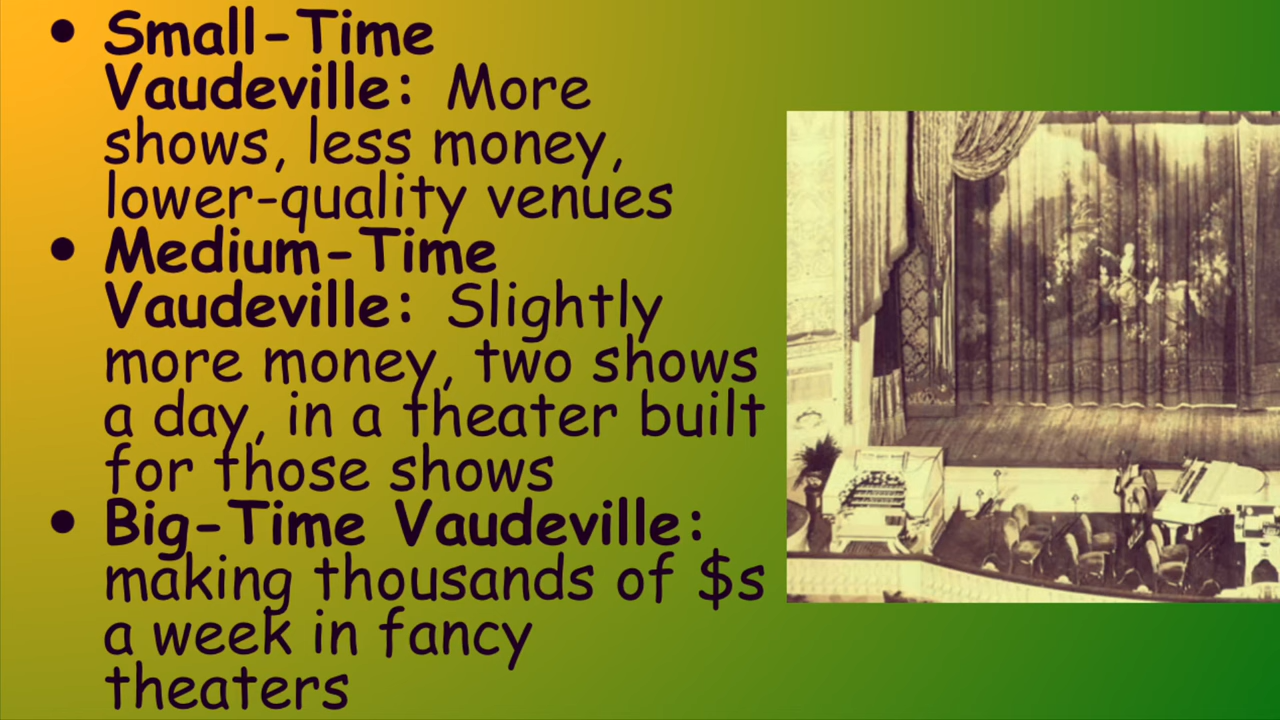 • Small-Time
Vaudeville: More
shows, less money,
lower-quality venues
• Medium-Time
Vaudeville: Slightly
more money, two shows
a day, in a theater built
for those shows
• Big-Time Vaudeville:
making thousands of $s
a week in fancy
theaters